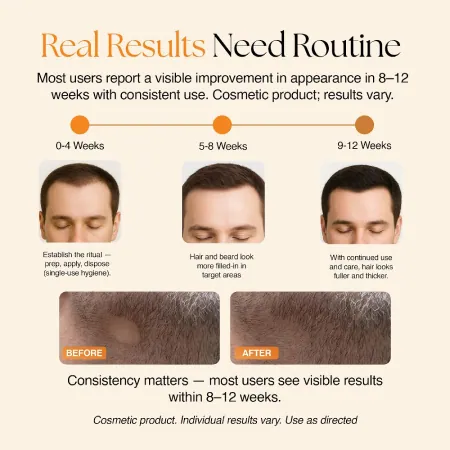 Real Results Need Routine
Most users report a visible improvement in appearance in 8–12
weeks with consistent use. Cosmetic product; results vary.
0-4 Weeks
5-8 Weeks
9-12 Weeks
Establish the ritual —
prep, apply, dispose
(single-use hygiene).
Hair and beard look
more filled-in in
target areas
With continued use
and care, hair looks
fuller and thicker.
BEFORE
AFTER
Consistency matters — most users see visible results
within 8–12 weeks.
Cosmetic product. Individual results vary. Use as directed